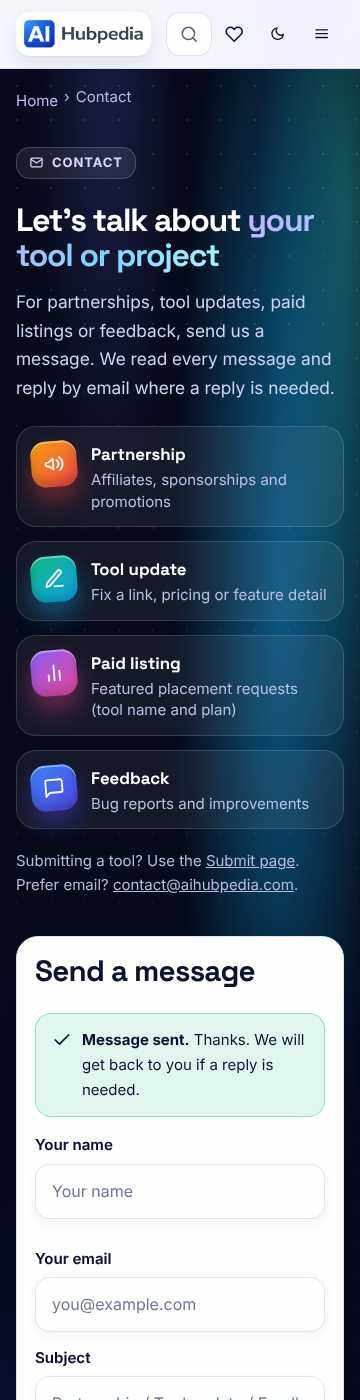 AI Hubpedia
Home › Contact
CONTACT
Let's talk about your
tool or project
For partnerships, tool updates, paid
listings or feedback, send us a
message. We read every message and
reply by email where a reply is needed.
Partnership
Affiliates, sponsorships and
promotions
Tool update
Fix a link, pricing or feature detail
Paid listing
Featured placement requests
(tool name and plan)
Feedback
Bug reports and improvements
Submitting a tool? Use the Submit page.
Prefer email? contact@aihubpedia.com.
Send a message
Message sent. Thanks. We will
get back to you if a reply is
needed.
Your name
Your name
Your email
you@example.com
Subject